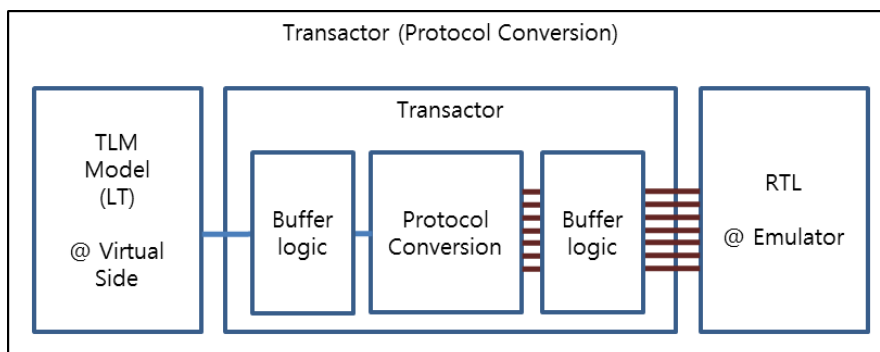 Transactor (Protocol Conversion)
TLM
Model
(LT)
@ Virtual
Side
Transactor
Buffer
logic
Protocol
Conversion
Buffer
logic
RTL
@ Emulator